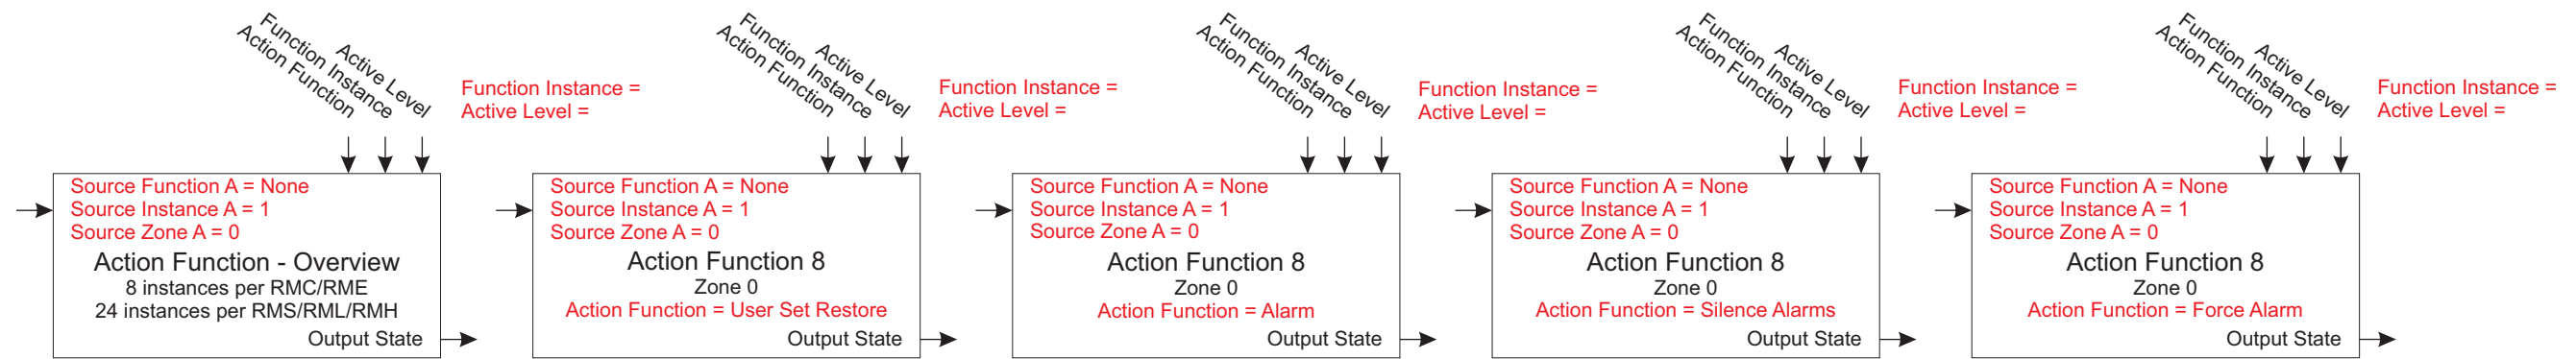 Function Instance
Action Function
Active Level
Function Instance =
Active Level =
Source Function A = None
Source Instance A = 1
Source Zone A = 0
Action Function - Overview
8 instances per RMC/RME
24 instances per RMS/RML/RMH
Output State
Function Instance
Action Function
Active Level
Function Instance =
Active Level =
Source Function A = None
Source Instance A = 1
Source Zone A = 0
Action Function 8
Zone 0
Action Function = User Set Restore
Output State
Function Instance
Action Function
Active Level
Function Instance =
Active Level =
Source Function A = None
Source Instance A = 1
Source Zone A = 0
Action Function 8
Zone 0
Action Function = Alarm
Output State
Function Instance
Action Function
Active Level
Function Instance =
Active Level =
Source Function A = None
Source Instance A = 1
Source Zone A = 0
Action Function 8
Zone 0
Action Function = Silence Alarms
Output State
Function Instance
Action Function
Active Level
Function Instance =
Active Level =
Source Function A = None
Source Instance A = 1
Source Zone A = 0
Action Function 8
Zone 0
Action Function = Force Alarm
Output State